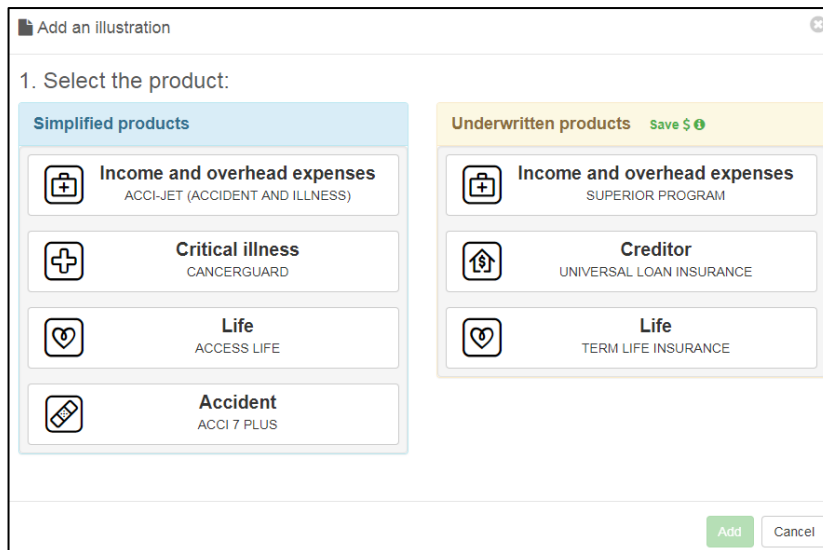 Add an illustration
1. Select the product:
Simplified products
Income and overhead expenses
ACCI-JET (ACCIDENT AND ILLNESS)
Critical illness
CANCERGUARD
Life
ACCESS LIFE
Accident
ACCI 7 PLUS
Underwritten products Save $
Income and overhead expenses
SUPERIOR PROGRAM
Creditor
UNIVERSAL LOAN INSURANCE
Life
TERM LIFE INSURANCE
Add Cancel